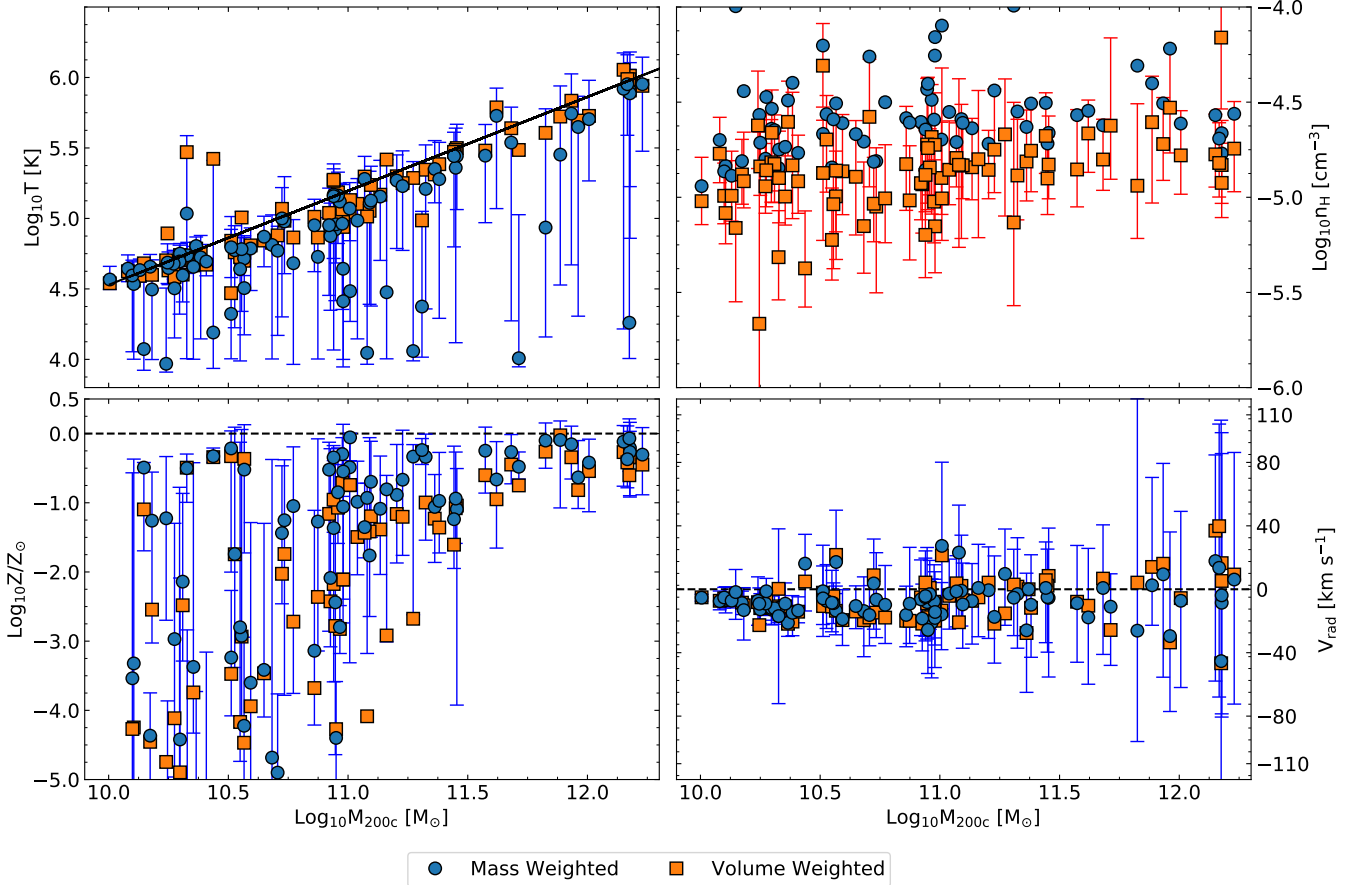 6.0
5.5
5.0
4.5
4.0
Log₁₀T [K]
−4.0
−4.5
−5.0
−5.5
−6.0
Log₁₀n_H [cm⁻³]
0.5
0.0
−1.0
−2.0
−3.0
−4.0
−5.0
Log₁₀Z/Z⊙
110
80
40
0
−40
−80
−110
V_rad [km s⁻¹]
10.0 10.5 11.0 11.5 12.0
Log₁₀M₂₀₀c [M⊙]
10.0 10.5 11.0 11.5 12.0
Log₁₀M₂₀₀c [M⊙]
Mass Weighted Volume Weighted